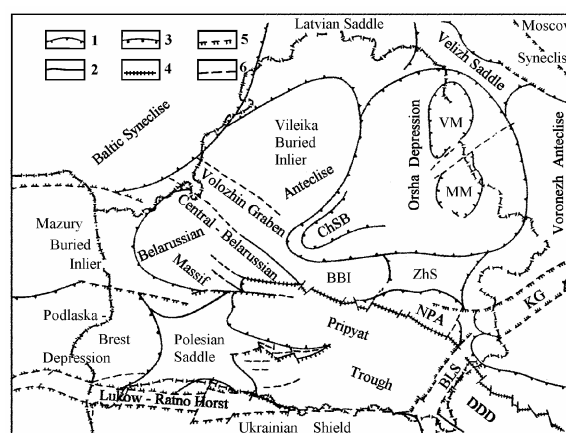 1
2
3
4
5
6
Latvian Saddle
Moscow
Syneclise
Velizh Saddle
Baltic Syneclise
Vileika
Buried
Inlier
Anteclise
Orsha Depression
VM
MM
Voronezh Anteclise
Volozhin Graben
Central - Belarussian
Belarussian
Massif
ChSB
BBI
ZhS
Mazury
Buried
Inlier
NPA
KG
Podlaska -
Brest
Depression
Polesian
Saddle
Pripyat
Trough
BLS
DDD
Lukow - Ratno Horst
Ukrainian Shield